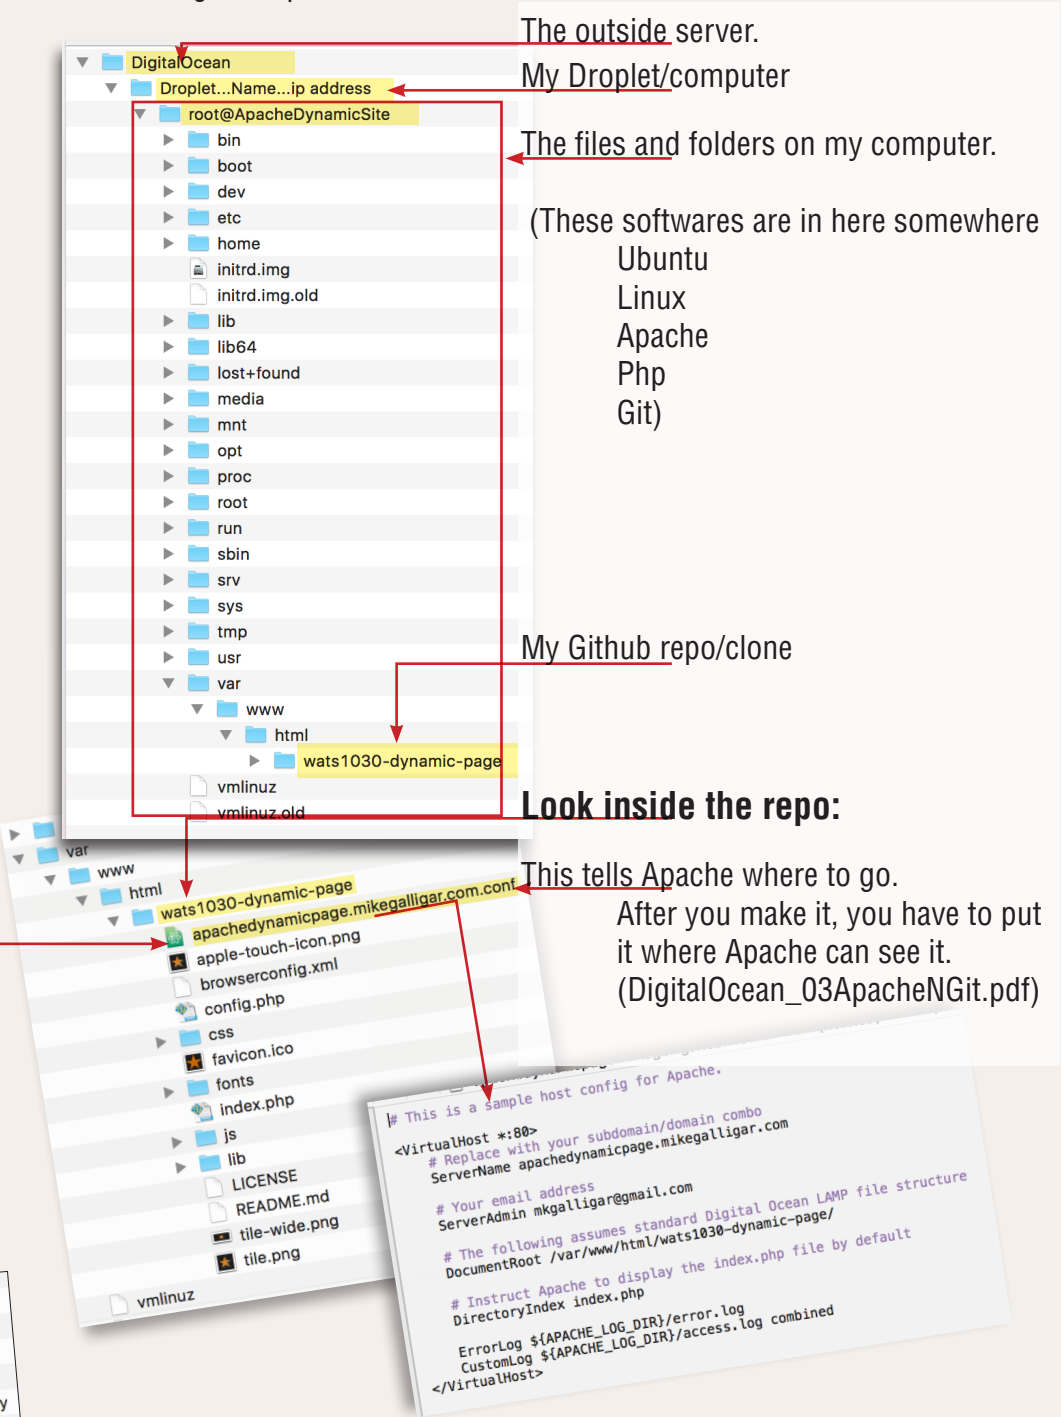 The outside server.
DigitalOcean
My Droplet/computer
Droplet...Name...ip address
root@ApacheDynamicSite
The files and folders on my computer.
bin
boot
dev
etc
home
initrd.img
initrd.img.old
lib
lib64
lost+found
media
mnt
opt
proc
root
run
sbin
srv
sys
tmp
usr
var
www
html
wats1030-dynamic-page
vmlinuz
vmlinuz.old
(These softwares are in here somewhere
Ubuntu
Linux
Apache
Php
Git)
My Github repo/clone
Look inside the repo:
This tells Apache where to go.
After you make it, you have to put
it where Apache can see it.
(DigitalOcean_03ApacheNGit.pdf)
var
www
html
wats1030-dynamic-page
apachedynamicpage.mikegalligar.com.conf
apple-touch-icon.png
browserconfig.xml
config.php
css
favicon.ico
fonts
index.php
js
lib
LICENSE
README.md
tile-wide.png
tile.png
vmlinuz
# This is a sample host config for Apache.
<VirtualHost *:80>
# Replace with your subdomain/domain combo
ServerName apachedynamicpage.mikegalligar.com
# Your email address
ServerAdmin mkgalligar@gmail.com
# The following assumes standard Digital Ocean LAMP file structure
DocumentRoot /var/www/html/wats1030-dynamic-page/
# Instruct Apache to display the index.php file by default
DirectoryIndex index.php
ErrorLog ${APACHE_LOG_DIR}/error.log
CustomLog ${APACHE_LOG_DIR}/access.log combined
</VirtualHost>
y